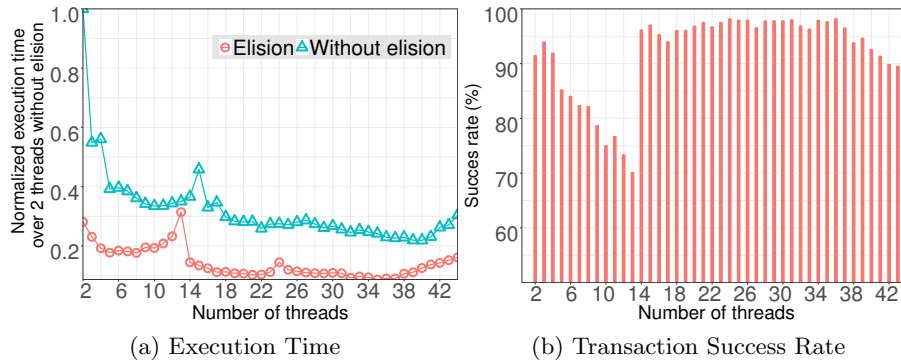 Normalized execution time
over 2 threads without elision
1.0
0.8
0.6
0.4
0.2
Elision Without elision
2 6 10 14 18 22 26 30 34 38 42
Number of threads
(a) Execution Time
Succes rate (%)
100
90
80
70
60
2 6 10 14 18 22 26 30 34 38 42
Number of threads
(b) Transaction Success Rate